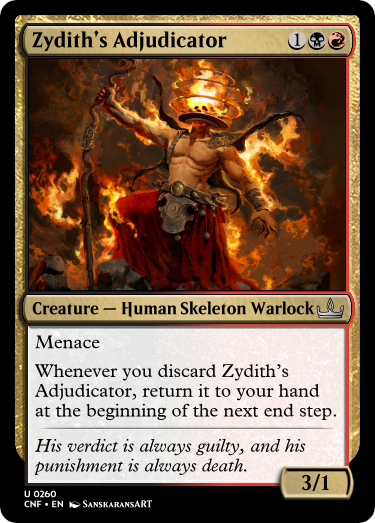 Zydith's Adjudicator 1
Creature — Human Skeleton Warlock
Menace
Whenever you discard Zydith's
Adjudicator, return it to your hand
at the beginning of the next end step.
His verdict is always guilty, and his
punishment is always death.
3/1
U 0260
CNF • EN SanskaransART